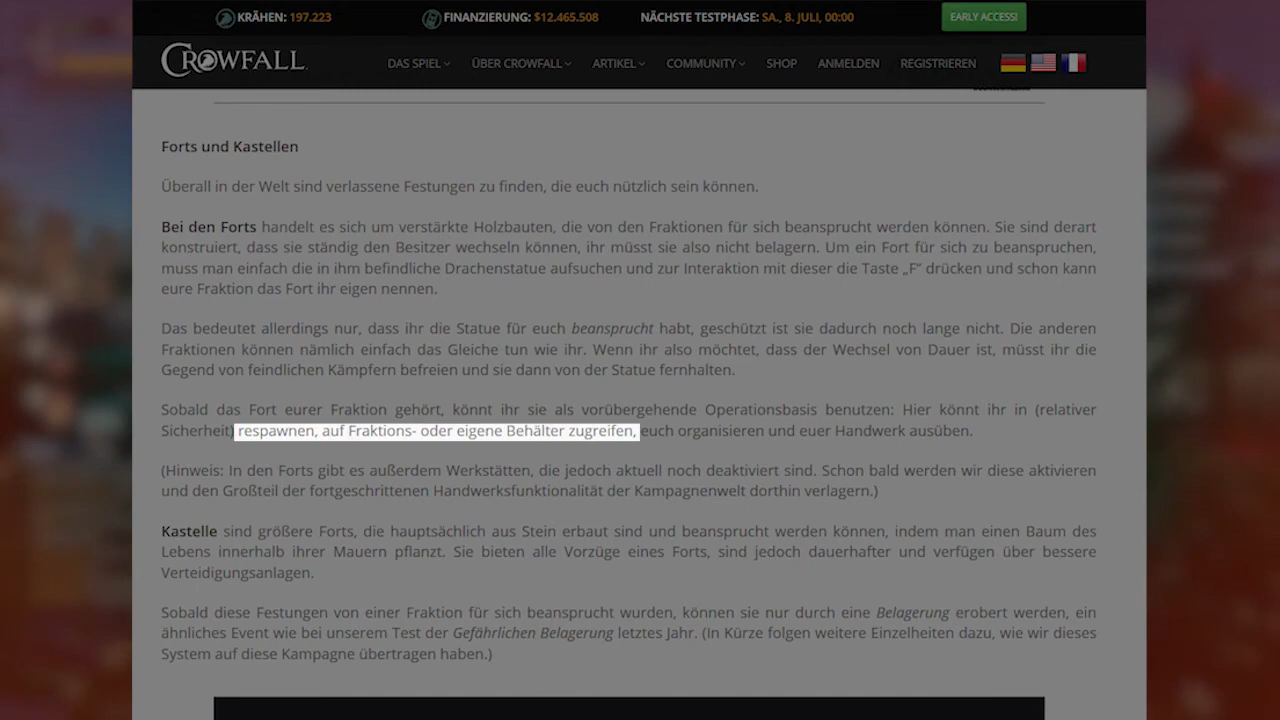 KRÄHEN: 197.223 FINANZIERUNG: $12.465.508 NÄCHSTE TESTPHASE: SA., 8. JULI, 00:00 EARLY ACCESS!
CROWFALL DAS SPIEL ÜBER CROWFALL ARTIKEL COMMUNITY SHOP ANMELDEN REGISTRIEREN
Forts und Kastellen
Überall in der Welt sind verlassene Festungen zu finden, die euch nützlich sein können.
Bei den Forts handelt es sich um verstärkte Holzbauten, die von den Fraktionen für sich beansprucht werden können. Sie sind derart
konstruiert, dass sie ständig den Besitzer wechseln können, ihr müsst sie also nicht belagern. Um ein Fort für sich zu beanspruchen,
muss man einfach die in ihm befindliche Drachenstatue aufsuchen und zur Interaktion mit dieser die Taste „F“ drücken und schon kann
eure Fraktion das Fort ihr eigen nennen.
Das bedeutet allerdings nur, dass ihr die Statue für euch beansprucht habt, geschützt ist sie dadurch noch lange nicht. Die anderen
Fraktionen können nämlich einfach das Gleiche tun wie ihr. Wenn ihr also möchtet, dass der Wechsel von Dauer ist, müsst ihr die
Gegend von feindlichen Kämpfern befreien und sie dann von der Statue fernhalten.
Sobald das Fort eurer Fraktion gehört, könnt ihr sie als vorübergehende Operationsbasis benutzen: Hier könnt ihr in (relativer
Sicherheit) respawnen, auf Fraktions- oder eigene Behälter zugreifen, euch organisieren und euer Handwerk ausüben.
(Hinweis: In den Forts gibt es außerdem Werkstätten, die jedoch aktuell noch deaktiviert sind. Schon bald werden wir diese aktivieren
und den Großteil der fortgeschrittenen Handwerksfunktionalität der Kampagnenwelt dorthin verlagern.)
Kastelle sind größere Forts, die hauptsächlich aus Stein erbaut sind und beansprucht werden können, indem man einen Baum des
Lebens innerhalb ihrer Mauern pflanzt. Sie bieten alle Vorzüge eines Forts, sind jedoch dauerhafter und verfügen über bessere
Verteidigungsanlagen.
Sobald diese Festungen von einer Fraktion für sich beansprucht wurden, können sie nur durch eine Belagerung erobert werden, ein
ähnliches Event wie bei unserem Test der Gefährlichen Belagerung letztes Jahr. (In Kürze folgen weitere Einzelheiten dazu, wie wir dieses
System auf diese Kampagne übertragen haben.)